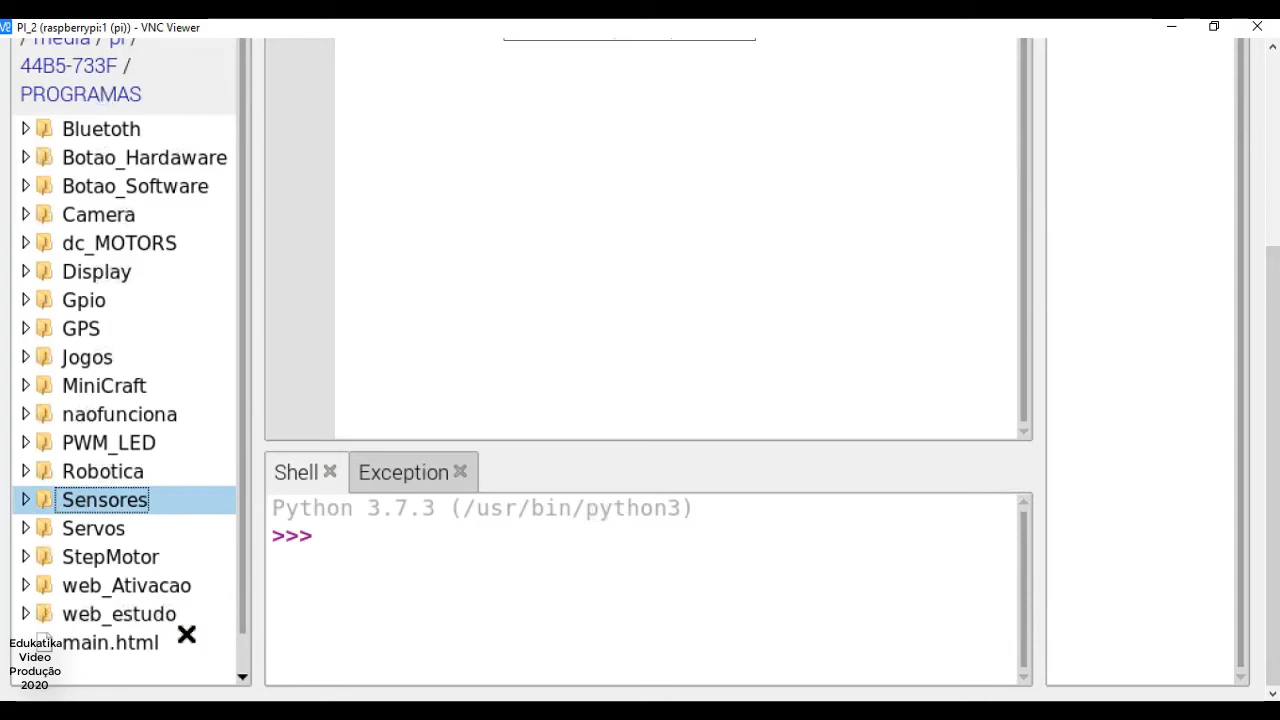 PI_2 (raspberrypi:1 (pi)) - VNC Viewer
/ media / pi /
44B5-733F /
PROGRAMAS
Bluetoth
Botao_Hardaware
Botao_Software
Camera
dc_MOTORS
Display
Gpio
GPS
Jogos
MiniCraft
naofunciona
PWM_LED
Robotica
Sensores
Servos
StepMotor
web_Ativacao
web_estudo
main.html
Shell
Exception
Python 3.7.3 (/usr/bin/python3)
>>>
Edukatika
Video
Produção
2020